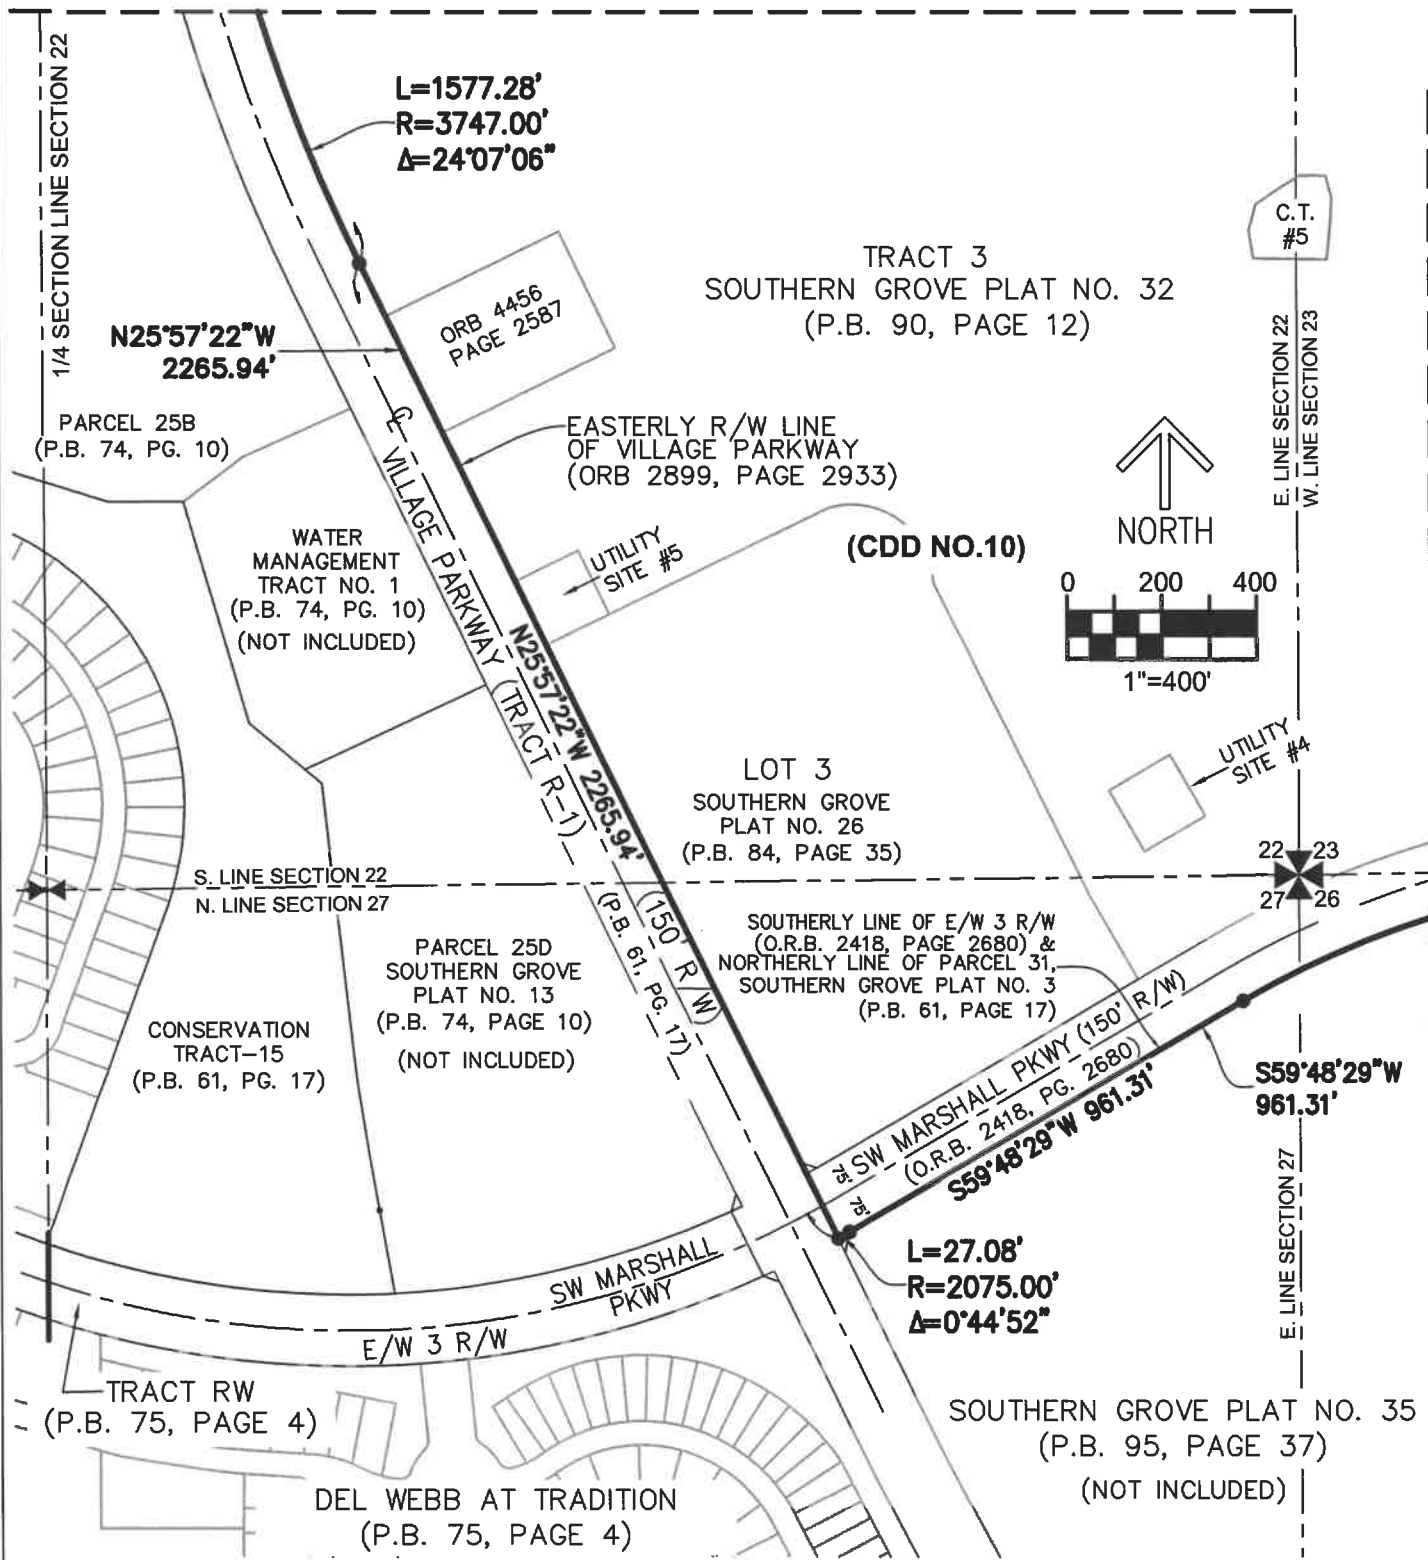 1/4 SECTION LINE SECTION 22
L=1577.28'
R=3747.00'
Δ=24°07'06"
C.T.
#5
TRACT 3
SOUTHERN GROVE PLAT NO. 32
(P.B. 90, PAGE 12)
ORB 4456
PAGE 2587
N25°57'22"W
2265.94'
E. LINE SECTION 22
W. LINE SECTION 23
PARCEL 25B
(P.B. 74, PG. 10)
EASTERLY R/W LINE
OF VILLAGE PARKWAY
(ORB 2899, PAGE 2933)
℄ VILLAGE PARKWAY (TRACT R-1)
(P.B. 61, PG. 17)
(150' R/W)
WATER
MANAGEMENT
TRACT NO. 1
(P.B. 74, PG. 10)
(NOT INCLUDED)
UTILITY
SITE #5
(CDD NO.10)
NORTH
0 200 400
1"=400'
N25°57'22"W 2265.94'
UTILITY
SITE #4
LOT 3
SOUTHERN GROVE
PLAT NO. 26
(P.B. 84, PAGE 35)
22 23
27 26
S. LINE SECTION 22
N. LINE SECTION 27
SOUTHERLY LINE OF E/W 3 R/W
(O.R.B. 2418, PAGE 2680) &
NORTHERLY LINE OF PARCEL 31,
SOUTHERN GROVE PLAT NO. 3
(P.B. 61, PAGE 17)
PARCEL 25D
SOUTHERN GROVE
PLAT NO. 13
(P.B. 74, PAGE 10)
(NOT INCLUDED)
CONSERVATION
TRACT-15
(P.B. 61, PG. 17)
SW MARSHALL PKWY (150' R/W)
(O.R.B. 2418, PG. 2680)
S59°48'29"W 961.31'
S59°48'29"W
961.31'
75'
75'
E. LINE SECTION 27
L=27.08'
R=2075.00'
Δ=0°44'52"
SW MARSHALL
PKWY
E/W 3 R/W
TRACT RW
(P.B. 75, PAGE 4)
SOUTHERN GROVE PLAT NO. 35
(P.B. 95, PAGE 37)
(NOT INCLUDED)
DEL WEBB AT TRADITION
(P.B. 75, PAGE 4)